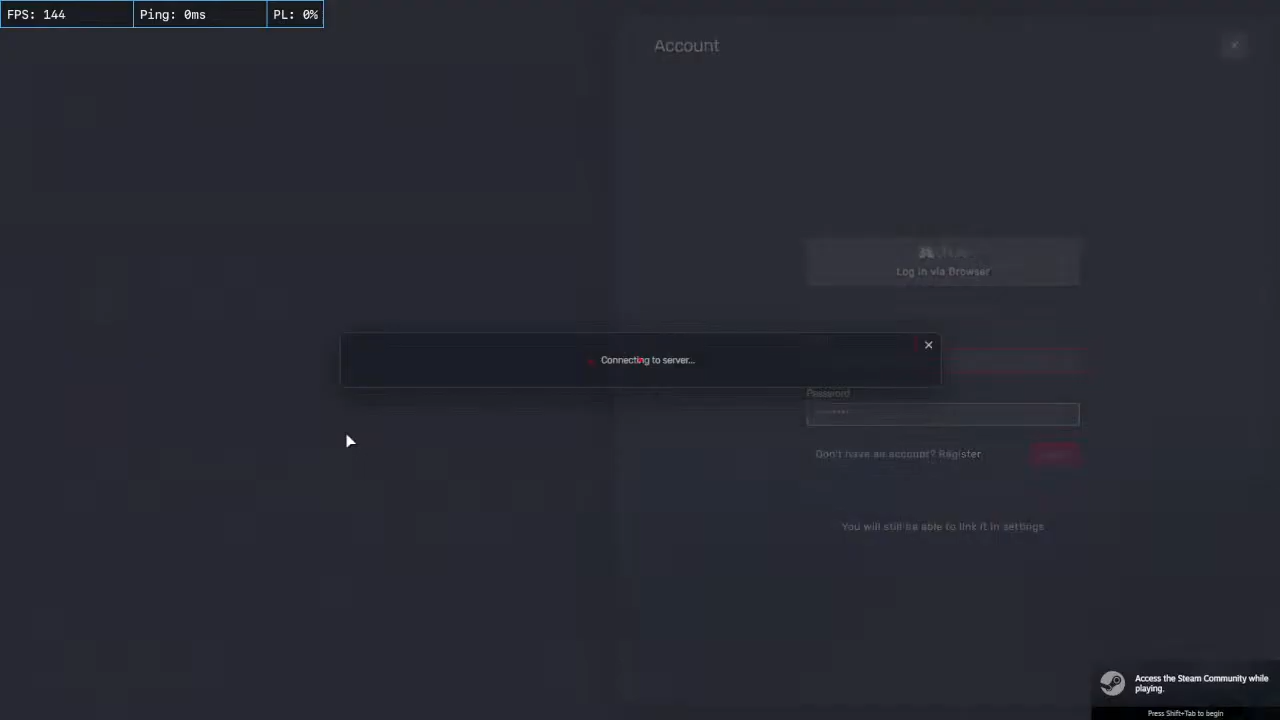 FPS: 144 Ping: 0ms PL: 0%
Account
Log in via Browser
Connecting to server...
Password
Don't have an account? Register
You will still be able to link it in settings
Access the Steam Community while
playing.
Press Shift+Tab to begin